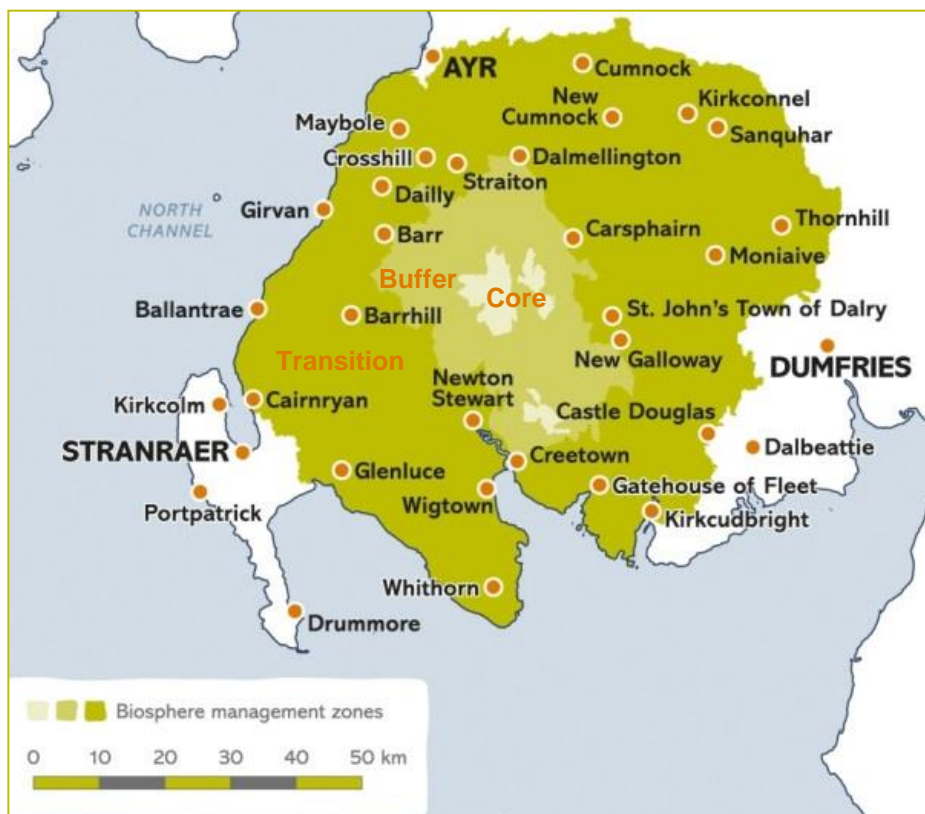 AYR
Cumnock
New
Cumnock
Kirkconnel
Maybole
Sanquhar
Crosshill
Dalmellington
Straiton
Dailly
NORTH
CHANNEL
Girvan
Thornhill
Barr
Carsphairn
Moniaive
Buffer
Core
Ballantrae
Barrhill
St. John's Town of Dalry
Transition
New Galloway
DUMFRIES
Newton
Stewart
Kirkcolm
Cairnryan
Castle Douglas
STRANRAER
Dalbeattie
Glenluce
Creetown
Portpatrick
Wigtown
Gatehouse of Fleet
Kirkcudbright
Whithorn
Drummore
Biosphere management zones
0 10 20 30 40 50 km